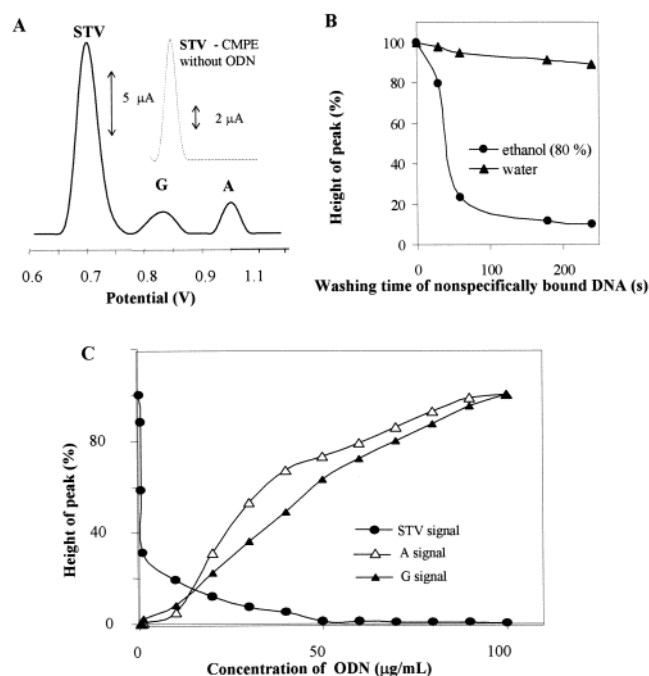 A
STV
STV - CMPE
without ODN
5 µA
2 µA
G
A
0.6 0.7 0.8 0.9 1.1
Potential (V)
B
Height of peak (%)
100
80
60
40
20
0
ethanol (80 %)
water
0 100 200
Washing time of nonspecifically bound DNA (s)
C
Height of peak (%)
80
40
0
STV signal
A signal
G signal
0 50 100
Concentration of ODN (µg/mL)